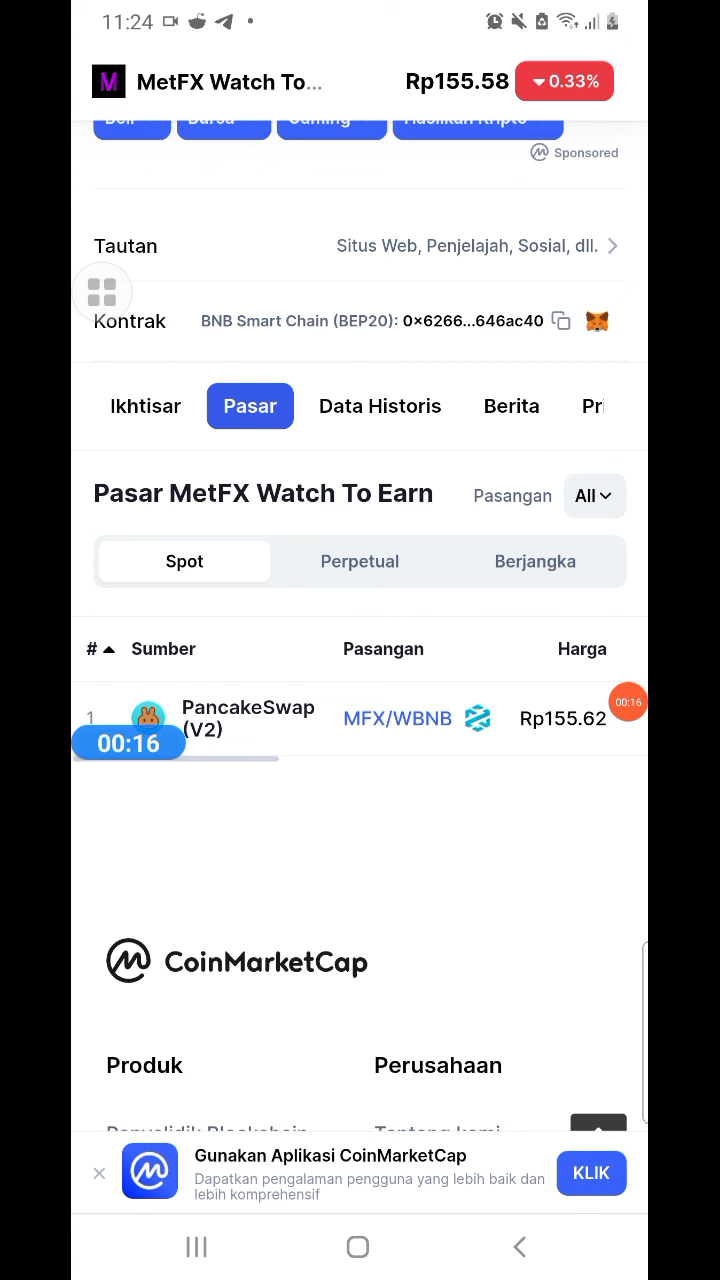 11:24
MetFX Watch To...
Rp155.58
0.33%
Sponsored
Tautan
Situs Web, Penjelajah, Sosial, dll.
Kontrak
BNB Smart Chain (BEP20): 0x6266...646ac40
Ikhtisar Pasar Data Historis Berita Pri
Pasar MetFX Watch To Earn
Pasangan All
Spot Perpetual Berjangka
# Sumber Pasangan Harga
1 PancakeSwap (V2) MFX/WBNB Rp155.62
00:16
00:16
CoinMarketCap
Produk Perusahaan
Gunakan Aplikasi CoinMarketCap
Dapatkan pengalaman pengguna yang lebih baik dan
lebih komprehensif
KLIK